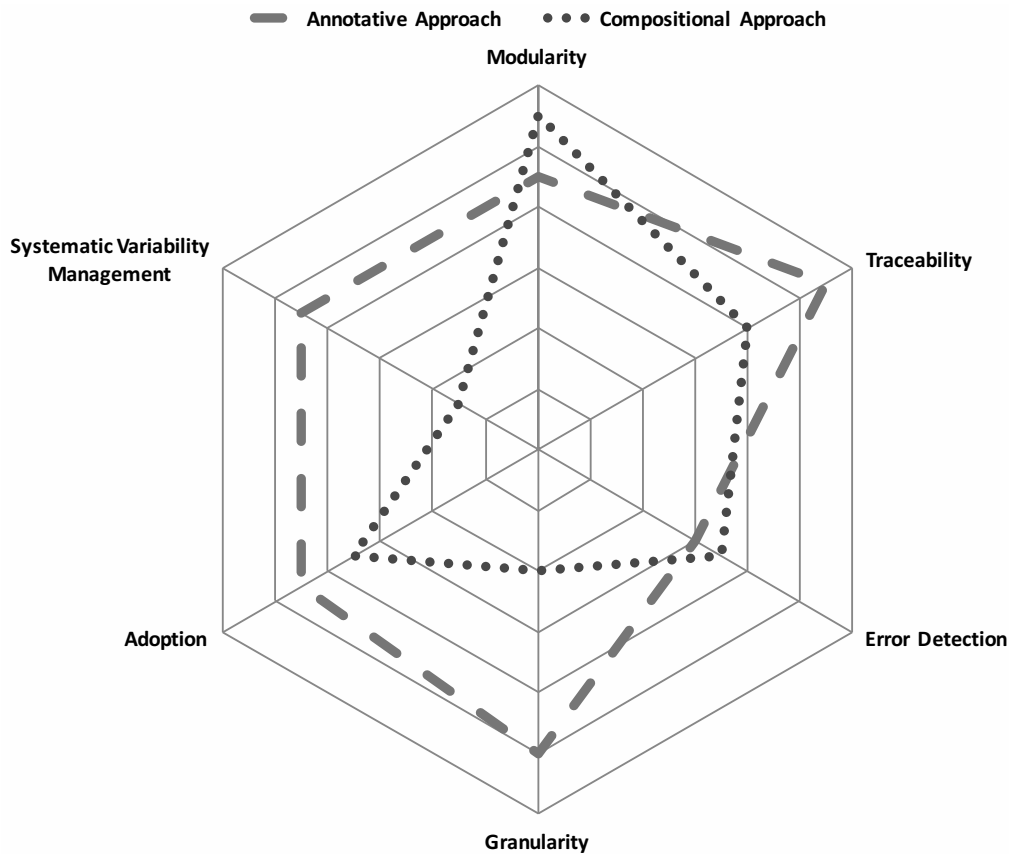 Annotative Approach
Compositional Approach
Modularity
Systematic Variability
Management
Traceability
Adoption
Error Detection
Granularity